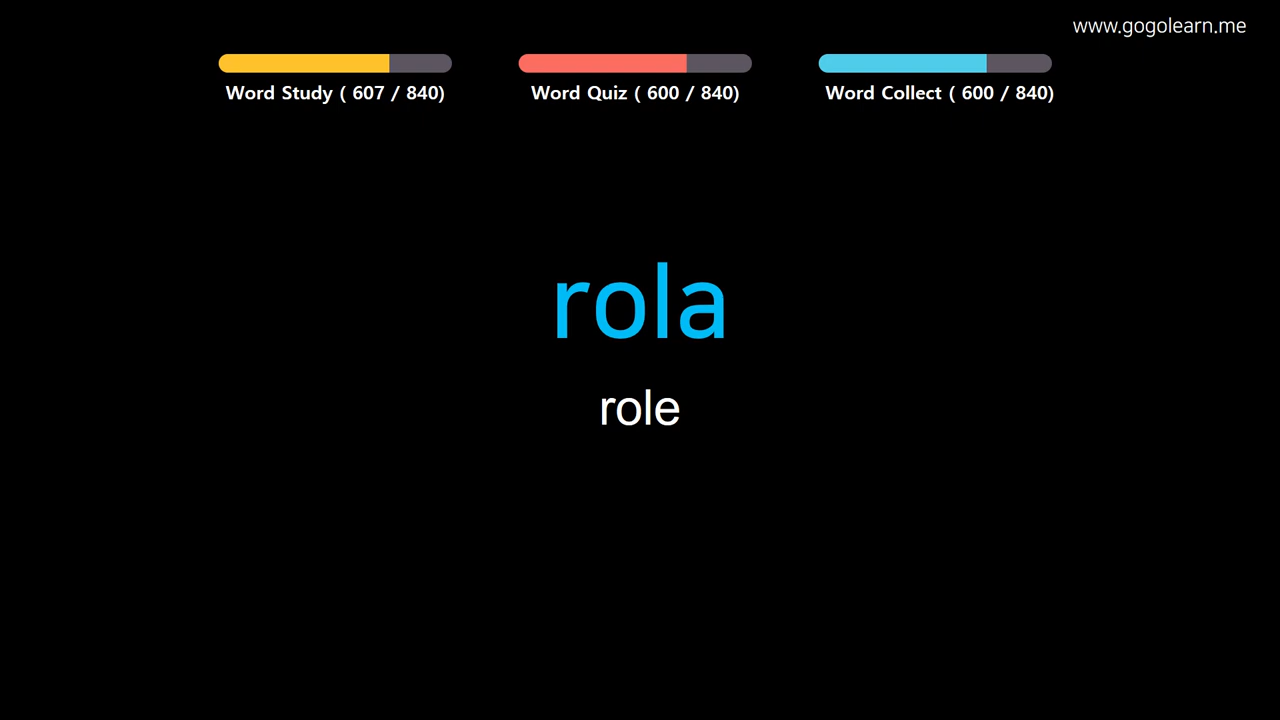 www.gogolearn.me
Word Study ( 607 / 840)
Word Quiz ( 600 / 840)
Word Collect ( 600 / 840)
rola
role